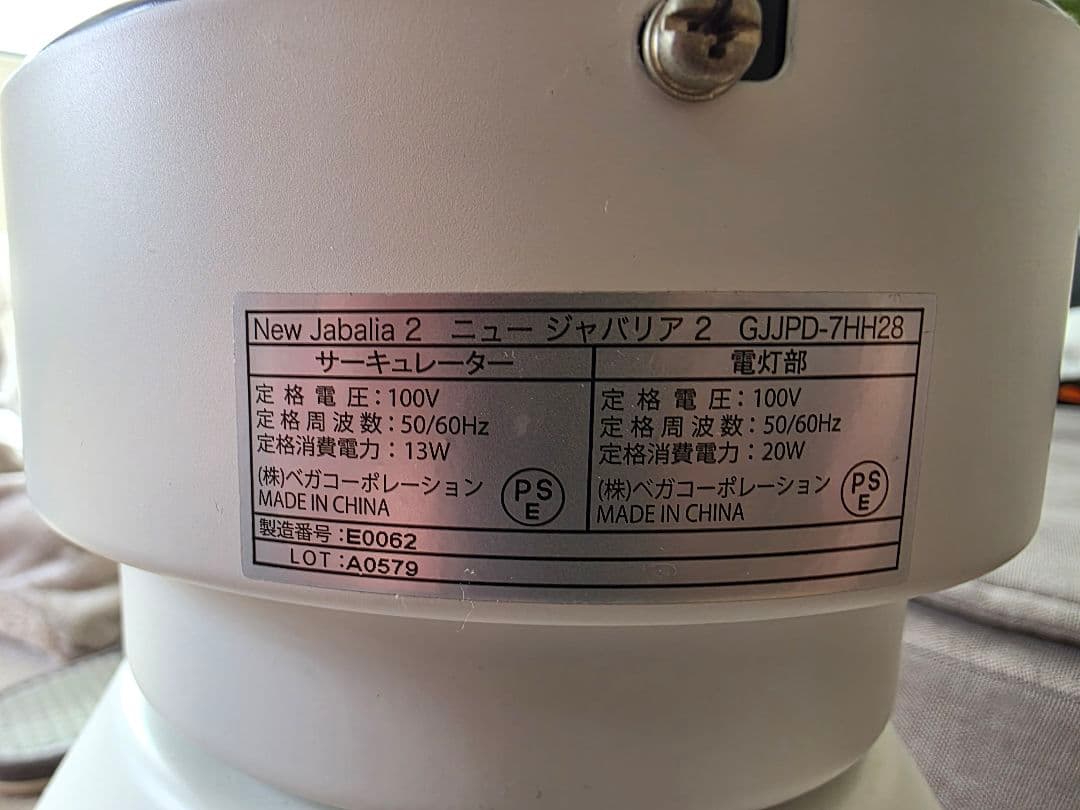 New Jabalia 2　ニュー ジャバリア 2　GJJPD-7HH28
サーキュレーター
定格電圧：100V
定格周波数：50/60Hz
定格消費電力：13W
(株)ベガコーポレーション
MADE IN CHINA
PS
E
電灯部
定格電圧：100V
定格周波数：50/60Hz
定格消費電力：20W
(株)ベガコーポレーション
MADE IN CHINA
PS
E
製造番号：E0062
LOT：A0579